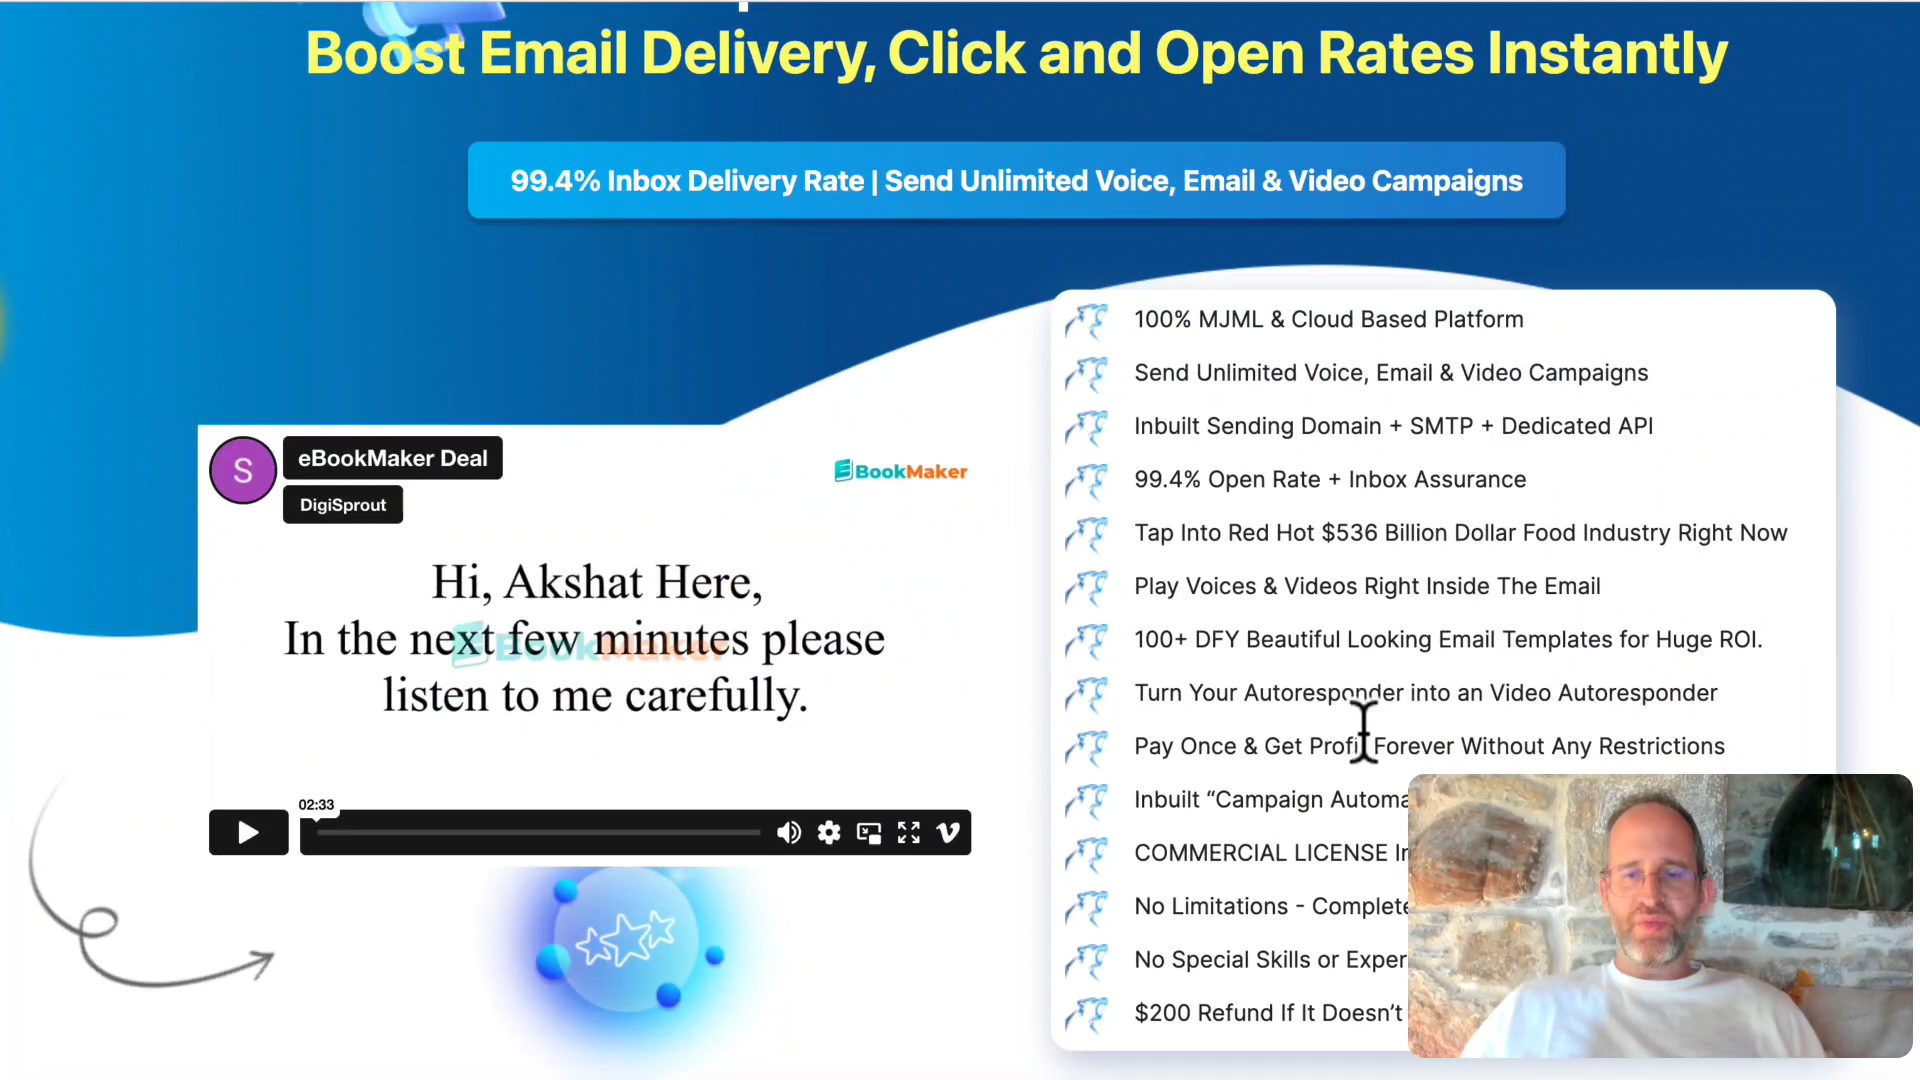 Boost Email Delivery, Click and Open Rates Instantly
99.4% Inbox Delivery Rate | Send Unlimited Voice, Email & Video Campaigns
S
eBookMaker Deal
DigiSprout
BookMaker
Hi, Akshat Here,
In the next few minutes please
listen to me carefully.
BookMaker
02:33
100% MJML & Cloud Based Platform
Send Unlimited Voice, Email & Video Campaigns
Inbuilt Sending Domain + SMTP + Dedicated API
99.4% Open Rate + Inbox Assurance
Tap Into Red Hot $536 Billion Dollar Food Industry Right Now
Play Voices & Videos Right Inside The Email
100+ DFY Beautiful Looking Email Templates for Huge ROI.
Turn Your Autoresponder into an Video Autoresponder
Pay Once & Get Profit Forever Without Any Restrictions
Inbuilt “Campaign
COMMERCIAL LICENSE
No Limitations -
No Special Skills or
$200 Refund If It Doesn’t